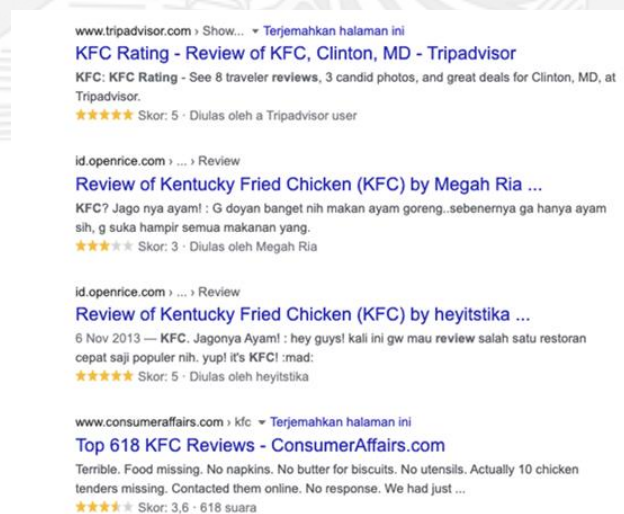 www.tripadvisor.com › Show... ▾ Terjemahkan halaman ini
KFC Rating - Review of KFC, Clinton, MD - Tripadvisor
KFC: KFC Rating - See 8 traveler reviews, 3 candid photos, and great deals for Clinton, MD, at
Tripadvisor.
★★★★★ Skor: 5 · Diulas oleh a Tripadvisor user
id.openrice.com › ... › Review
Review of Kentucky Fried Chicken (KFC) by Megah Ria ...
KFC? Jago nya ayam! : G doyan banget nih makan ayam goreng..sebenernya ga hanya ayam
sih, g suka hampir semua makanan yang.
★★★★★ Skor: 3 · Diulas oleh Megah Ria
id.openrice.com › ... › Review
Review of Kentucky Fried Chicken (KFC) by heyitstika ...
6 Nov 2013 — KFC. Jagonya Ayam! : hey guys! kali ini gw mau review salah satu restoran
cepat saji populer nih. yup! it's KFC! :mad:
★★★★★ Skor: 5 · Diulas oleh heyitstika
www.consumeraffairs.com › kfc ▾ Terjemahkan halaman ini
Top 618 KFC Reviews - ConsumerAffairs.com
Terrible. Food missing. No napkins. No butter for biscuits. No utensils. Actually 10 chicken
tenders missing. Contacted them online. No response. We had just ...
★★★★★ Skor: 3,6 · 618 suara